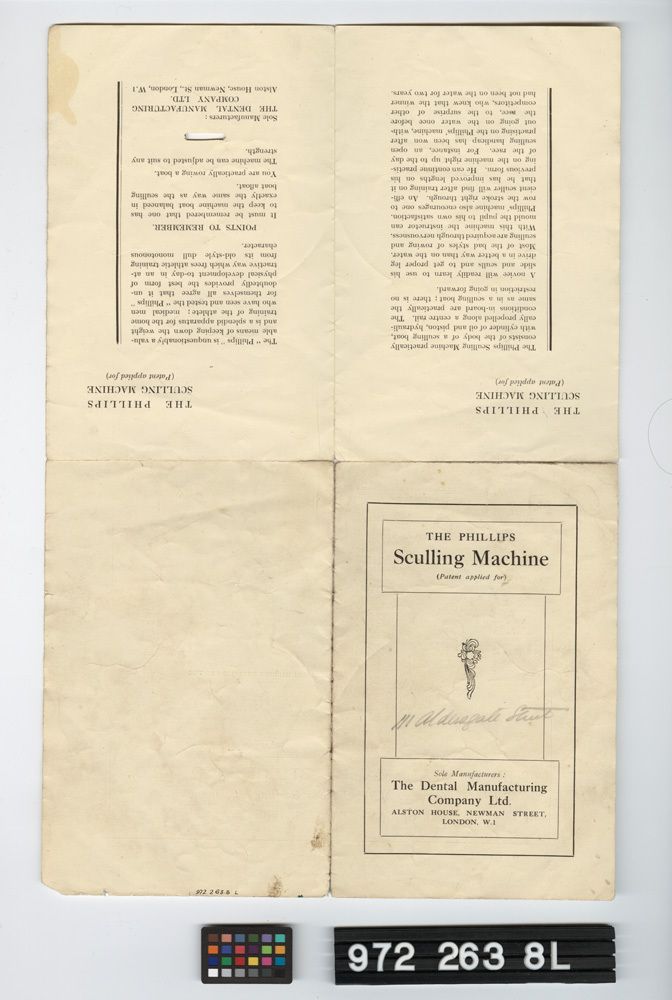 THE PHILLIPS
Sculling Machine
(Patent applied for)
111 Aldersgate Street
Sole Manufacturers :
The Dental Manufacturing
Company Ltd.
ALSTON HOUSE, NEWMAN STREET,
LONDON, W.1
THE PHILLIPS
SCULLING MACHINE
(Patent applied for)
The Phillips Sculling Machine practically
consists of the body of a sculling boat,
with cylinder of oil and piston, hydrauli-
cally propelled along a centre rail. The
conditions in-board are practically the
same as in a sculling boat; there is no
restriction in going forward.
A novice will readily learn to use his
slide and sculls and to get proper leg
drive in a better way than on the water.
Most of the bad styles of rowing and
sculling are acquired through nervousness.
With this machine the instructor can
mould the pupil to his own satisfaction.
Phillips' machine also encourages one to
row the stroke right through. An effi-
cient sculler will find after training on it
that he has improved lengths on his
previous form. He can continue practis-
ing on the machine right up to the day
of the race. For instance, an open
sculling handicap has been won after
practising on the Phillips' machine, with-
out going on the water once before
the race, to the surprise of other
competitors, who knew that the winner
had not been on the water for two years.
THE PHILLIPS
SCULLING MACHINE
(Patent applied for)
The " Phillips " is unquestionably a valu-
able means of keeping down the weight
and is a splendid apparatus for the home
training of the athlete; medical men
who have seen and tested the " Phillips "
for themselves all agree that it un-
doubtedly provides the best form of
physical development to-day in an at-
tractive way which frees athletic training
from its old-style dull monotonous
character.
POINTS TO REMEMBER.
It must be remembered that one has
to keep the machine boat balanced in
exactly the same way as the sculling
boat afloat.
You are practically rowing a boat.
The machine can be adjusted to suit any
strength.
Sole Manufacturers :
THE DENTAL MANUFACTURING
COMPANY LTD.
Alston House, Newman St., London, W.1
972 263.8 L
972 263 8L